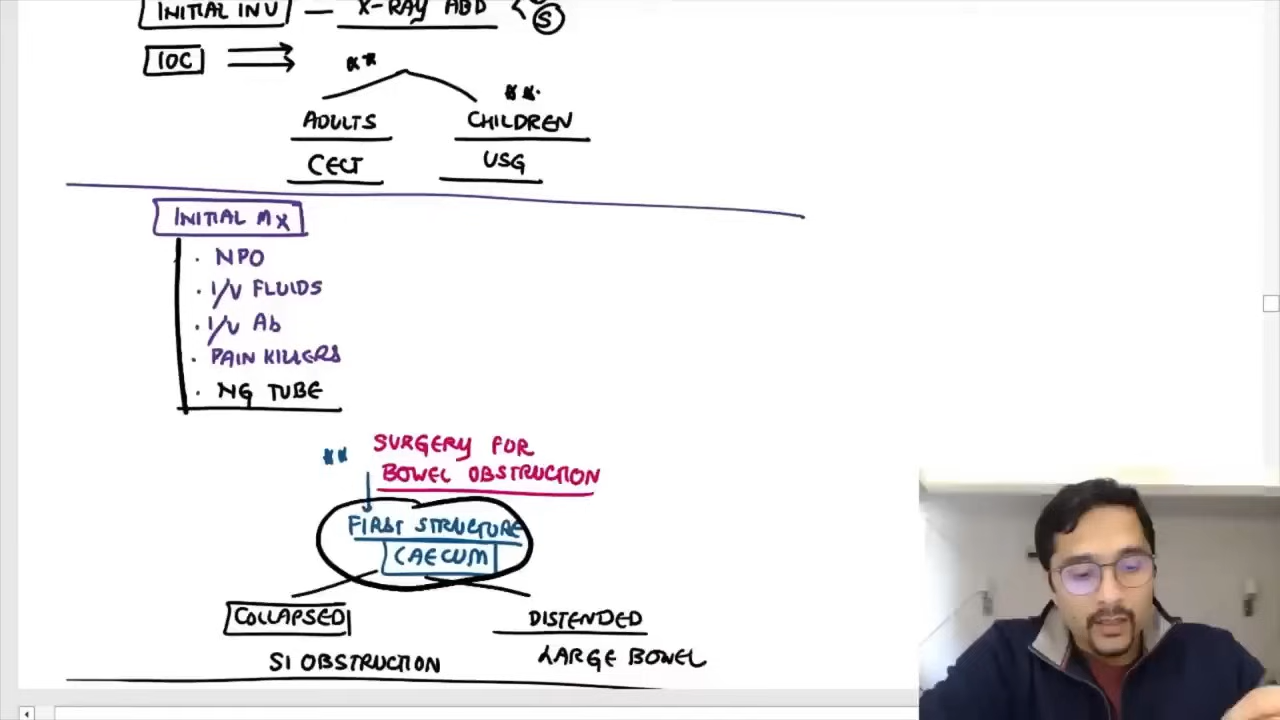 INITIAL INV — X-RAY ABD < S
IOC
** 
**
ADULTS CHILDREN
CECT USG
INITIAL MX
· NPO
· I/V FLUIDS
· I/V Ab
· PAIN KILLERS
· NG TUBE
** SURGERY FOR
BOWEL OBSTRUCTION
FIRST STRUCTURE
CAECUM
COLLAPSED DISTENDED
SI OBSTRUCTION LARGE BOWEL